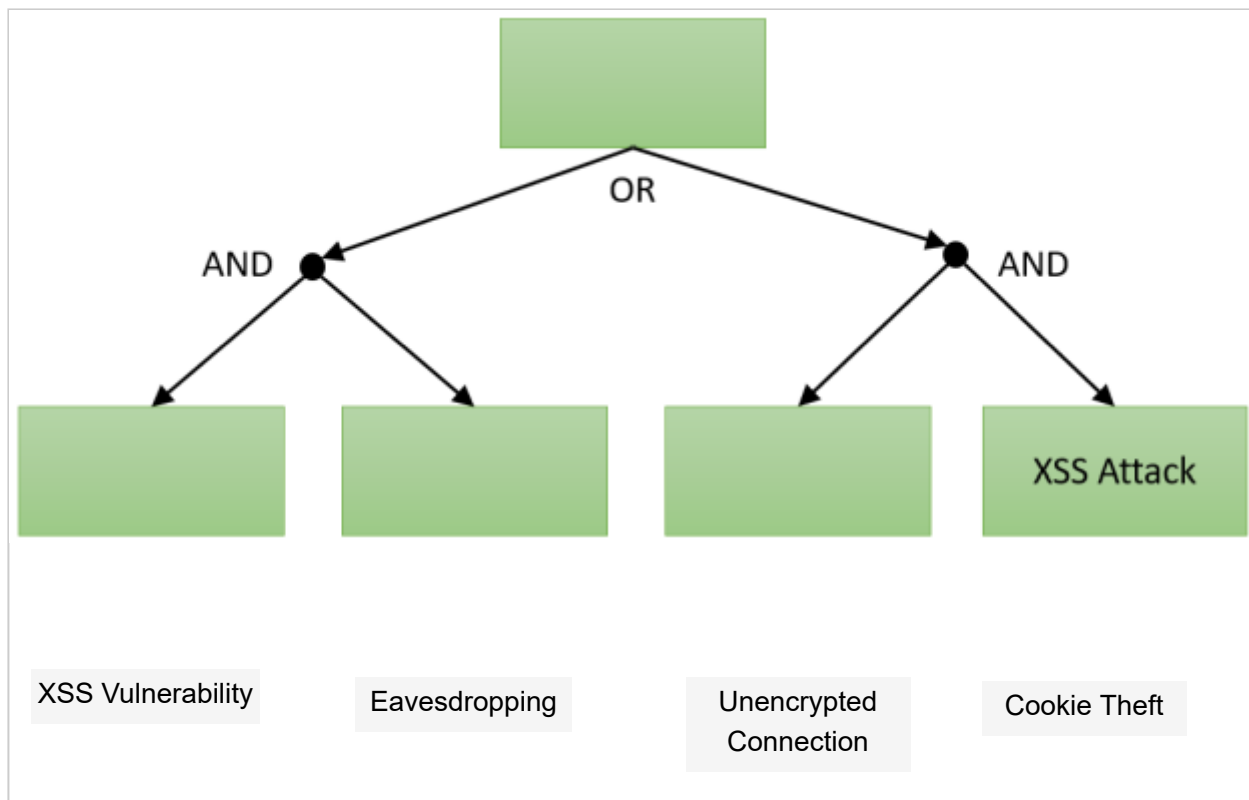 OR
AND
AND
XSS Attack
XSS Vulnerability
Eavesdropping
Unencrypted
Connection
Cookie Theft